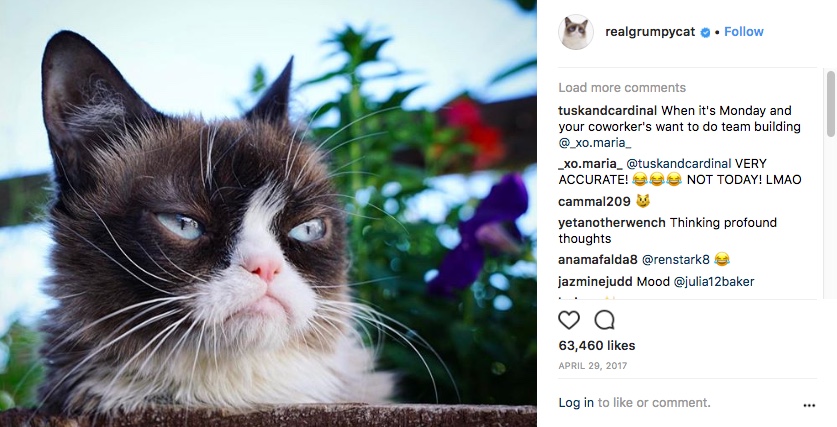 realgrumpycat • Follow
Load more comments
tuskandcardinal When it's Monday and
your coworker's want to do team building
@_xo.maria_
_xo.maria_ @tuskandcardinal VERY
ACCURATE! 😂😂😂 NOT TODAY! LMAO
cammal209 😼
yetanotherwench Thinking profound
thoughts
anamafalda8 @renstark8 😂
jazminejudd Mood @julia12baker
63,460 likes
APRIL 29, 2017
Log in to like or comment.